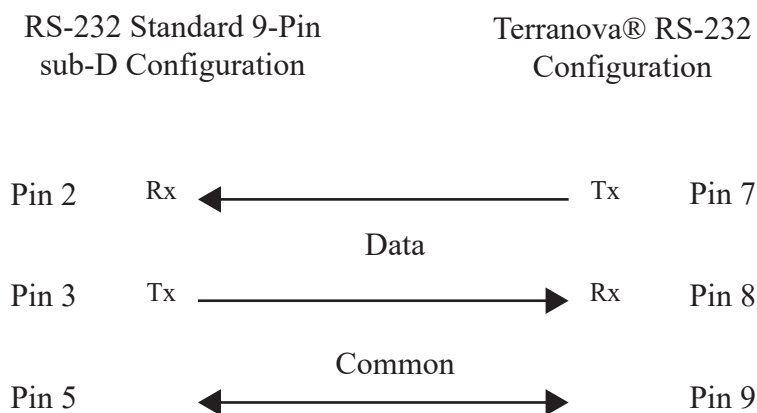 RS-232 Standard 9-Pin
sub-D Configuration
Terranova® RS-232
Configuration
Pin 2 Rx Tx Pin 7
Data
Pin 3 Tx Rx Pin 8
Common
Pin 5 Pin 9